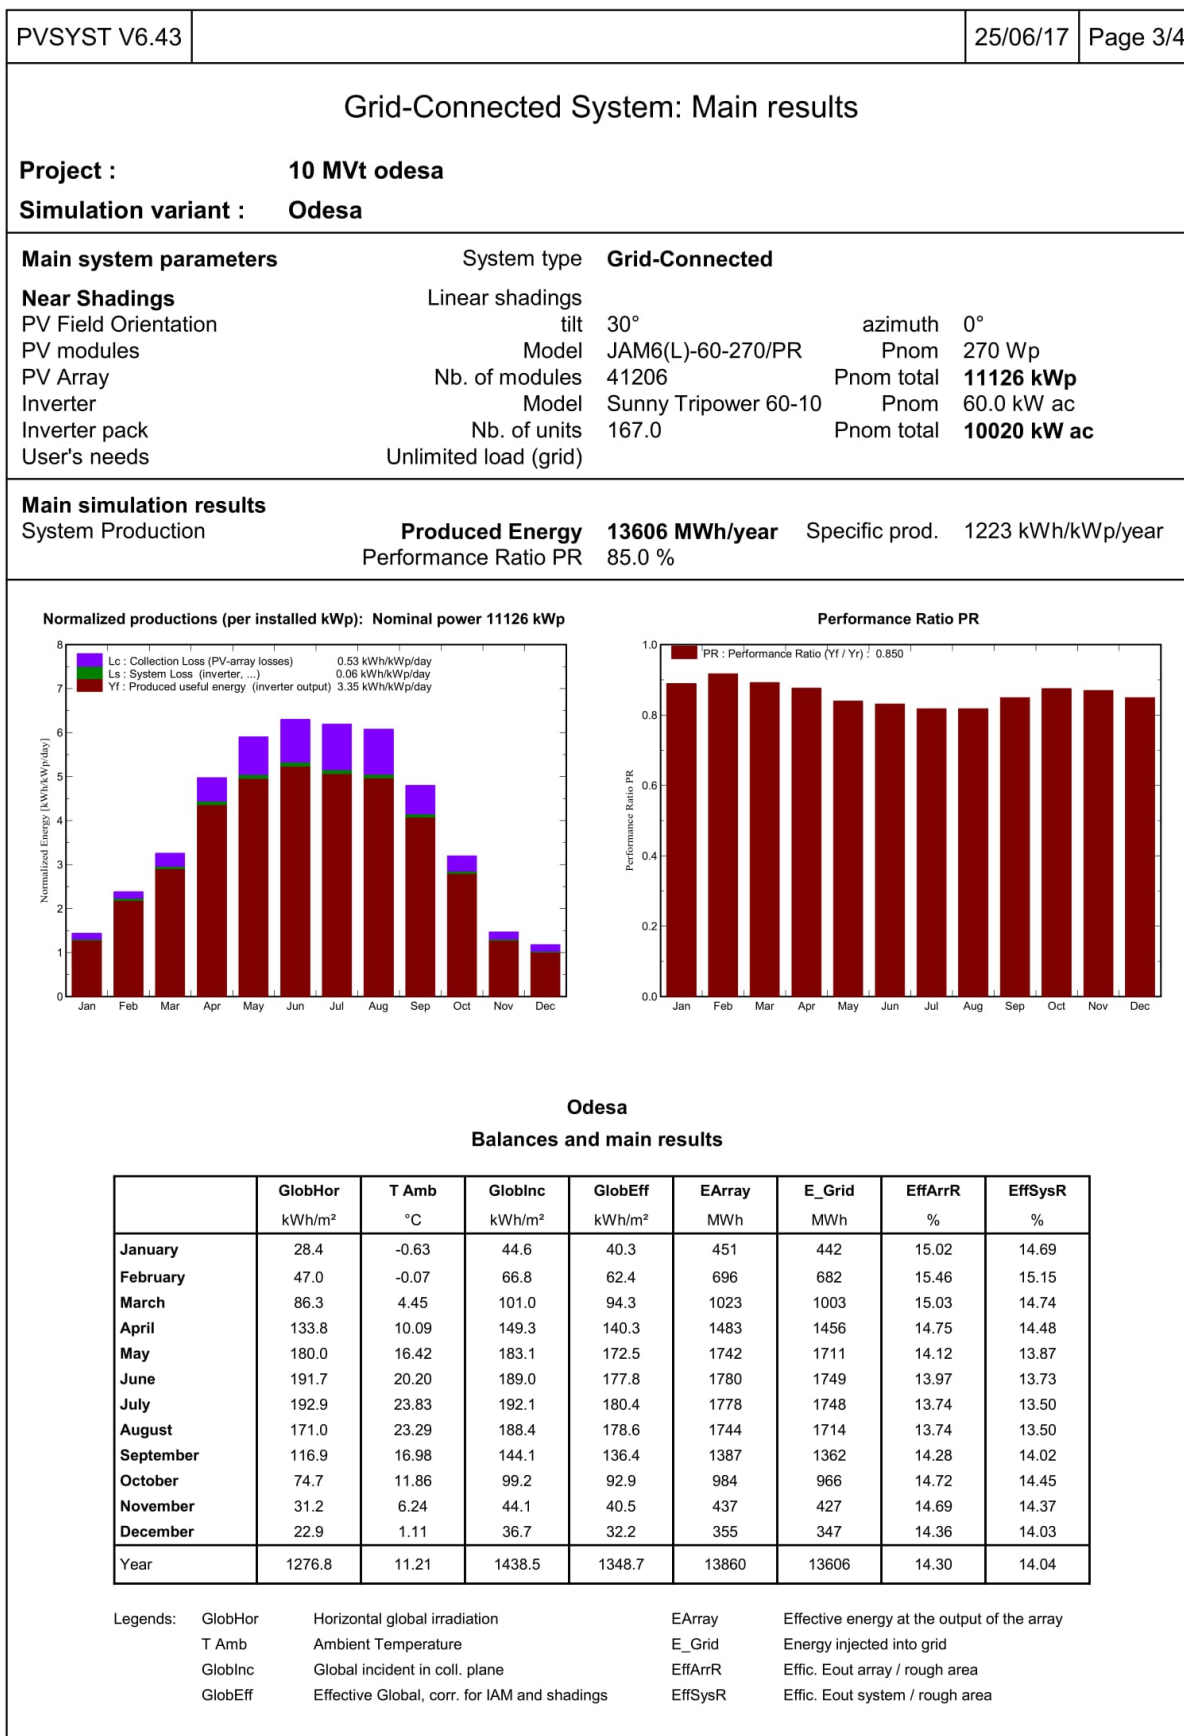 PVSYST V6.43 25/06/17 Page 3/4
Grid-Connected System: Main results
Project : 10 MVt odesa
Simulation variant : Odesa
Main system parameters System type Grid-Connected
Near Shadings Linear shadings
PV Field Orientation tilt 30° azimuth 0°
PV modules Model JAM6(L)-60-270/PR Pnom 270 Wp
PV Array Nb. of modules 41206 Pnom total 11126 kWp
Inverter Model Sunny Tripower 60-10 Pnom 60.0 kW ac
Inverter pack Nb. of units 167.0 Pnom total 10020 kW ac
User's needs Unlimited load (grid)
Main simulation results
System Production Produced Energy 13606 MWh/year Specific prod. 1223 kWh/kWp/year
Performance Ratio PR 85.0 %
Normalized productions (per installed kWp): Nominal power 11126 kWp
Lc : Collection Loss (PV-array losses) 0.53 kWh/kWp/day
Ls : System Loss (inverter, ...) 0.06 kWh/kWp/day
Yf : Produced useful energy (inverter output) 3.35 kWh/kWp/day
Normalized Energy [kWh/kWp/day]
8
7
6
5
4
3
2
1
0
Jan Feb Mar Apr May Jun Jul Aug Sep Oct Nov Dec
Performance Ratio PR
PR : Performance Ratio (Yf / Yr) : 0.850
Performance Ratio PR
1.0
0.8
0.6
0.4
0.2
0.0
Jan Feb Mar Apr May Jun Jul Aug Sep Oct Nov Dec
Odesa
Balances and main results
GlobHor T Amb GlobInc GlobEff EArray E_Grid EffArrR EffSysR
kWh/m² °C kWh/m² kWh/m² MWh MWh % %
January 28.4 -0.63 44.6 40.3 451 442 15.02 14.69
February 47.0 -0.07 66.8 62.4 696 682 15.46 15.15
March 86.3 4.45 101.0 94.3 1023 1003 15.03 14.74
April 133.8 10.09 149.3 140.3 1483 1456 14.75 14.48
May 180.0 16.42 183.1 172.5 1742 1711 14.12 13.87
June 191.7 20.20 189.0 177.8 1780 1749 13.97 13.73
July 192.9 23.83 192.1 180.4 1778 1748 13.74 13.50
August 171.0 23.29 188.4 178.6 1744 1714 13.74 13.50
September 116.9 16.98 144.1 136.4 1387 1362 14.28 14.02
October 74.7 11.86 99.2 92.9 984 966 14.72 14.45
November 31.2 6.24 44.1 40.5 437 427 14.69 14.37
December 22.9 1.11 36.7 32.2 355 347 14.36 14.03
Year 1276.8 11.21 1438.5 1348.7 13860 13606 14.30 14.04
Legends: GlobHor Horizontal global irradiation EArray Effective energy at the output of the array
T Amb Ambient Temperature E_Grid Energy injected into grid
GlobInc Global incident in coll. plane EffArrR Effic. Eout array / rough area
GlobEff Effective Global, corr. for IAM and shadings EffSysR Effic. Eout system / rough area